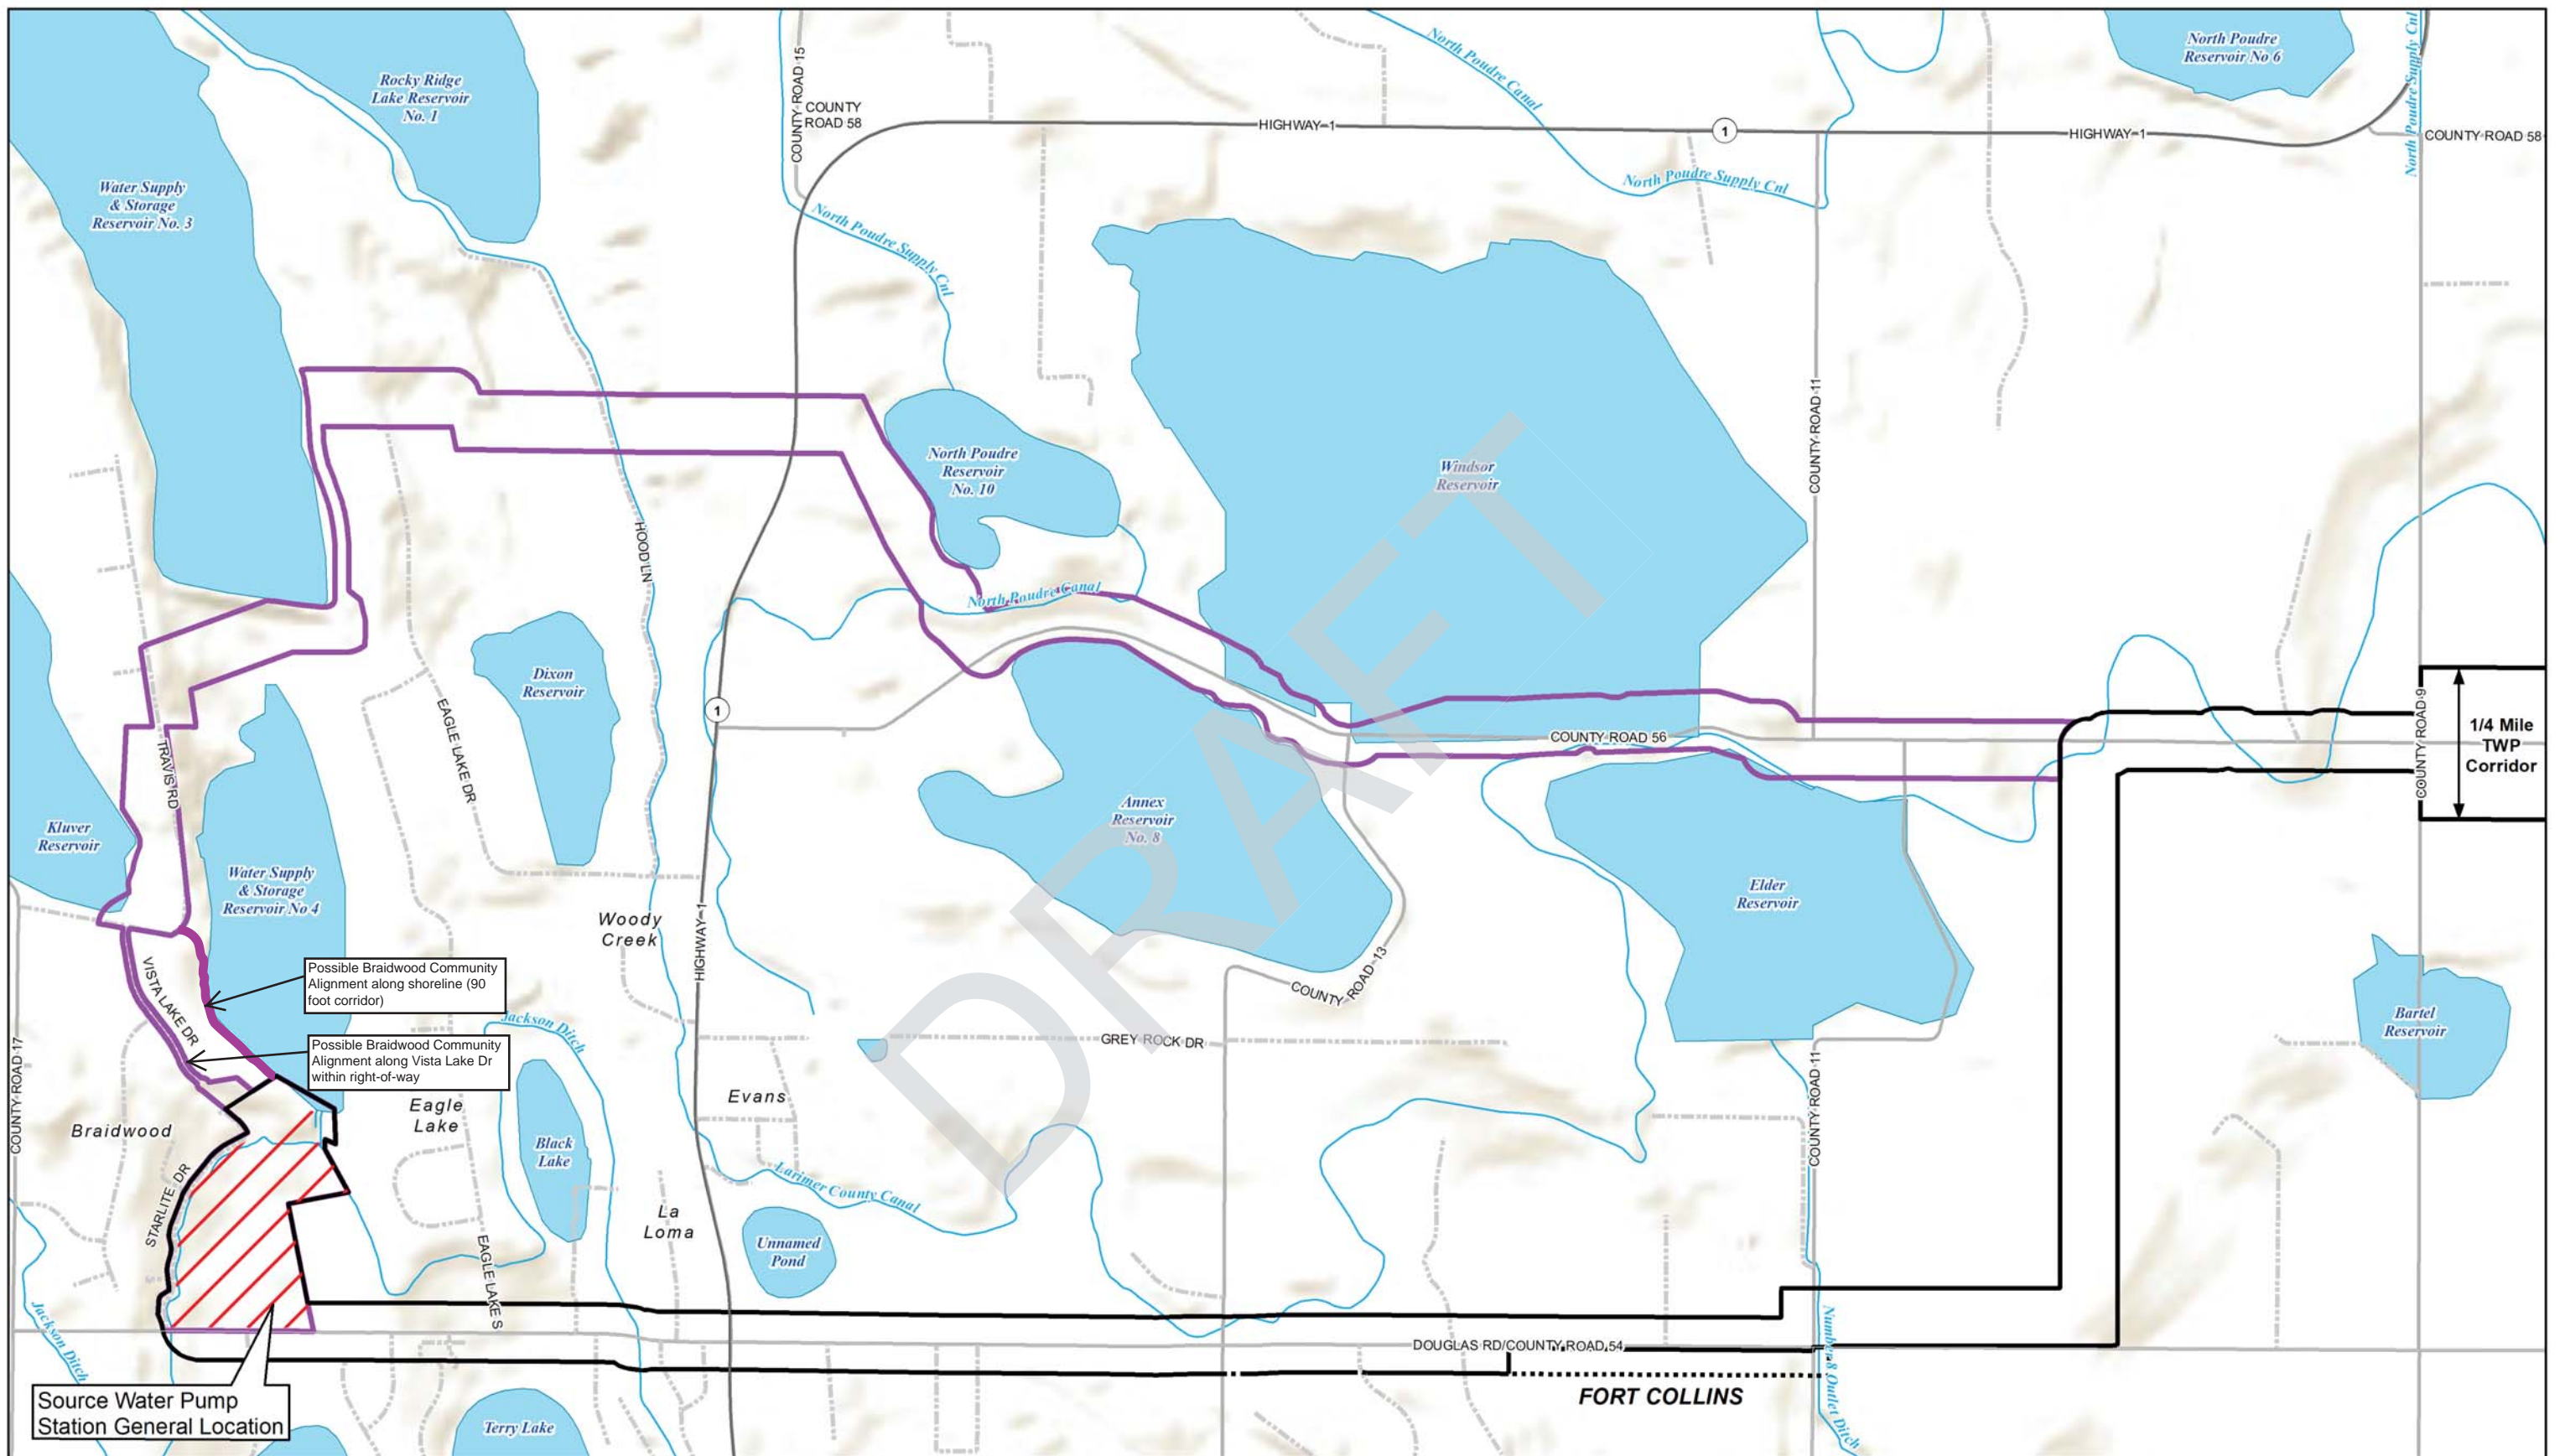 Rocky Ridge
Lake Reservoir
No. 1
COUNTY ROAD 15
COUNTY
ROAD 58
North Poudre Canal
North Poudre
Reservoir No 6
North Poudre Supply Cnl
HIGHWAY 1
1
HIGHWAY 1
COUNTY ROAD 58
North Poudre Supply Cnl
Water Supply
& Storage
Reservoir No. 3
North Poudre Supply Cnl
North Poudre Supply Cnl
COUNTY ROAD 11
North Poudre
Reservoir
No. 10
Windsor
Reservoir
HOOD LN
North Poudre Canal
DRAFT
Dixon
Reservoir
EAGLE LAKE DR
1
COUNTY ROAD 56
COUNTY ROAD 9
1/4 Mile
TWP
Corridor
TRAVIS RD
Kluver
Reservoir
Annex
Reservoir
No. 8
Water Supply
& Storage
Reservoir No 4
Elder
Reservoir
Woody
Creek
HIGHWAY 1
COUNTY ROAD 13
VISTA LAKE DR
Possible Braidwood Community
Alignment along shoreline (90
foot corridor)
Jackson Ditch
Bartel
Reservoir
Possible Braidwood Community
Alignment along Vista Lake Dr
within right-of-way
GREY ROCK DR
COUNTY ROAD 17
COUNTY ROAD 11
Eagle
Lake
Evans
Braidwood
Black
Lake
STARLITE DR
Larimer County Canal
La
Loma
Unnamed
Pond
EAGLE LAKE S
Jackson Ditch
DOUGLAS RD/COUNTY ROAD 54
Number 8 Outlet Ditch
FORT COLLINS
Source Water Pump
Station General Location
Terry Lake